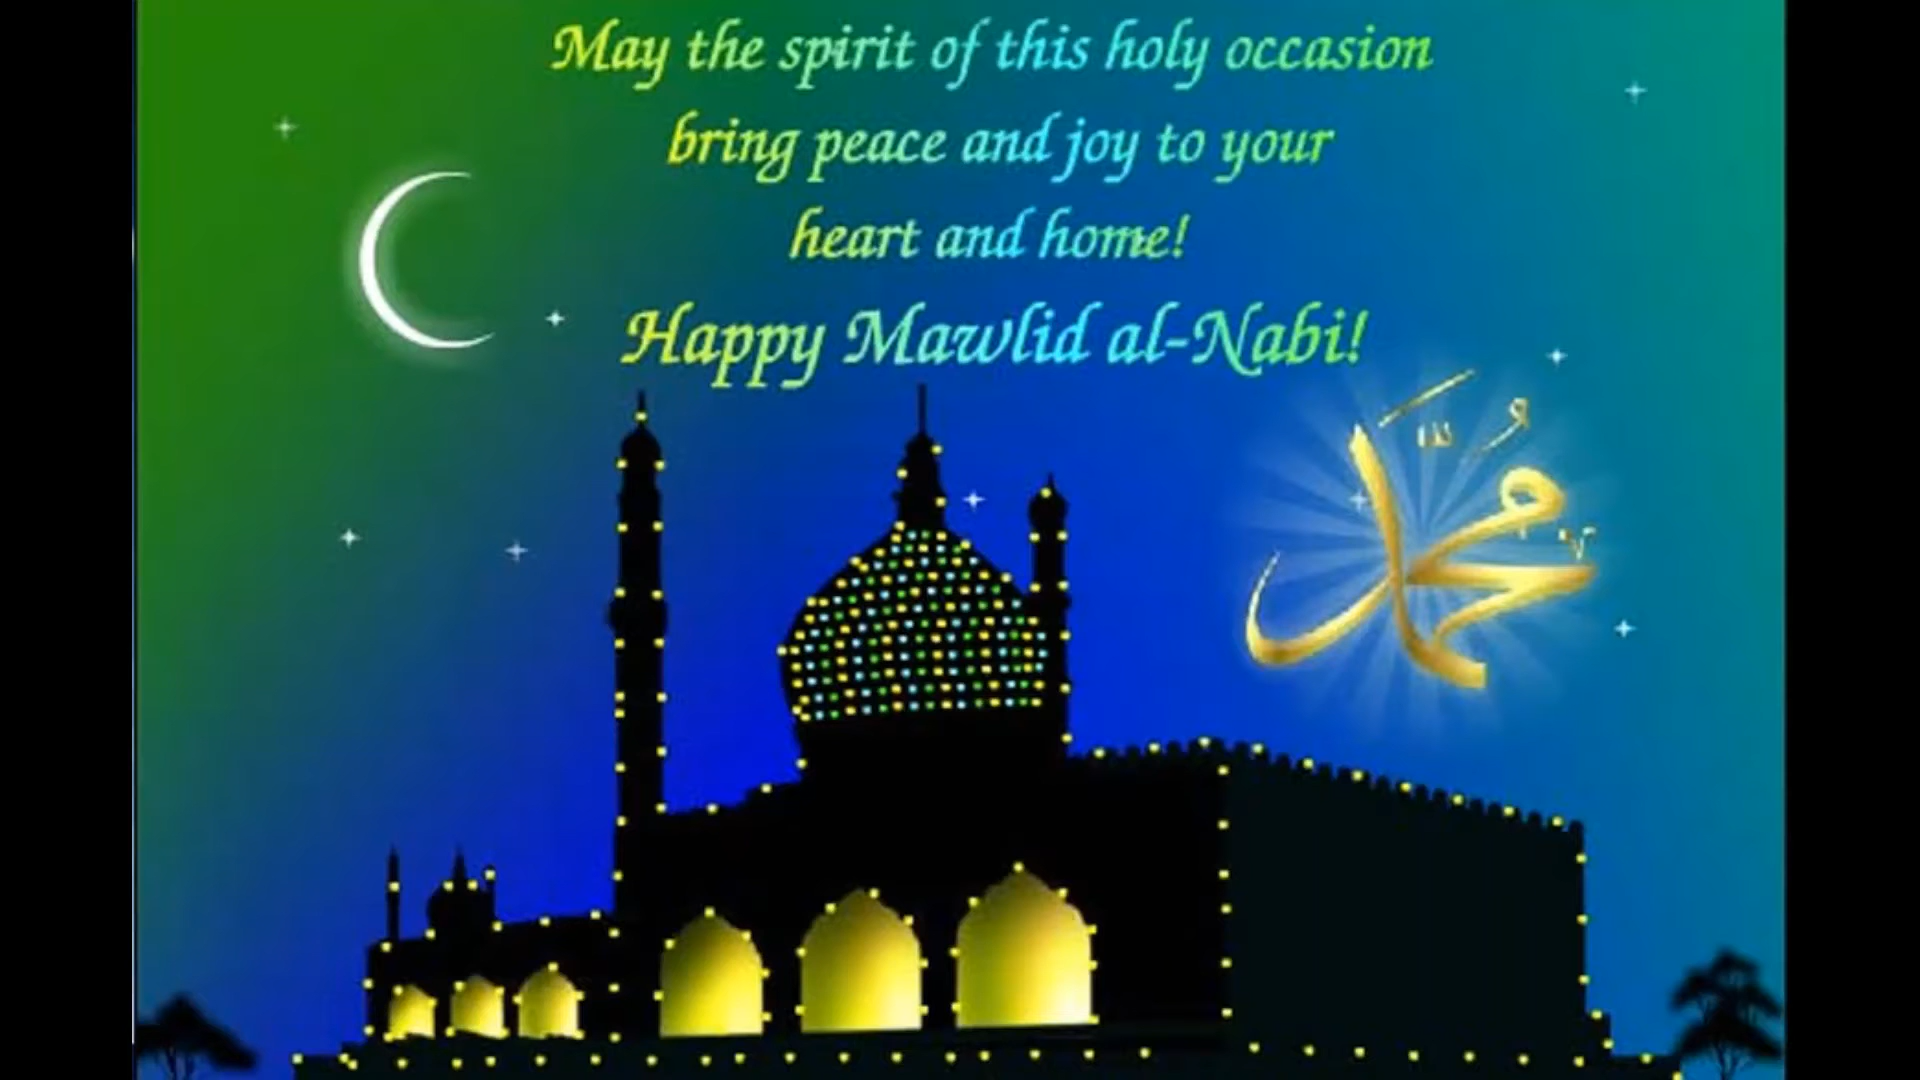 May the spirit of this holy occasion
bring peace and joy to your
heart and home!
Happy Mawlid al-Nabi!
مُحَمَّد